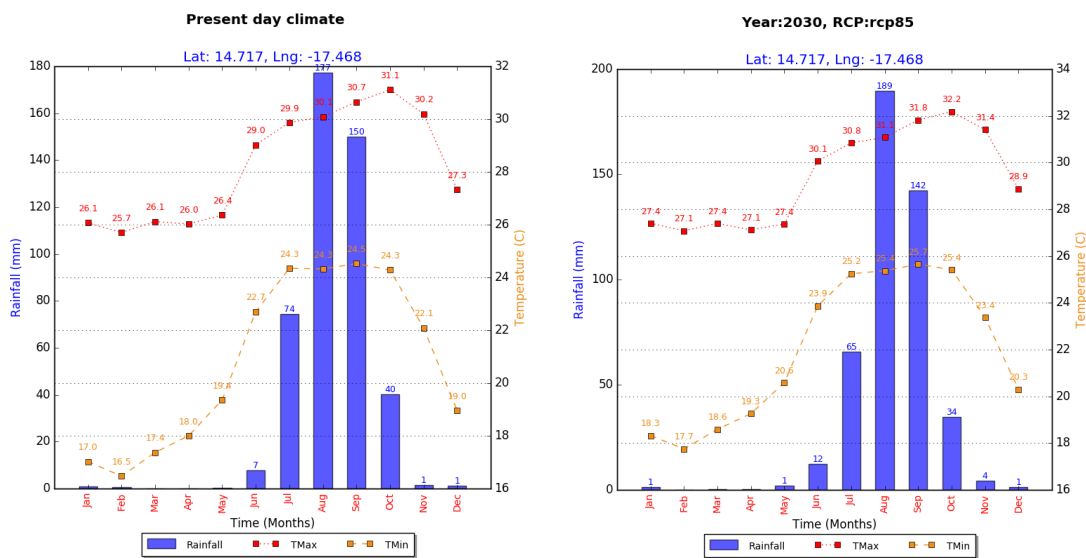 Present day climate
Lat: 14.717, Lng: -17.468
180
160
140
120
100
80
60
40
20
0
Rainfall (mm)
32
30
28
26
24
22
20
18
16
Temperature (C)
26.1
25.7
26.1
26.0
26.4
29.0
29.9
30.1
30.7
31.1
30.2
27.3
17.0
16.5
17.4
18.0
19.4
22.7
24.3
24.3
24.5
24.3
22.1
19.0
7
74
177
150
40
1
1
Jan
Feb
Mar
Apr
May
Jun
Jul
Aug
Sep
Oct
Nov
Dec
Time (Months)
Rainfall TMax TMin
Year:2030, RCP:rcp85
Lat: 14.717, Lng: -17.468
200
150
100
50
0
Rainfall (mm)
34
32
30
28
26
24
22
20
18
16
Temperature (C)
27.4
27.1
27.4
27.1
27.4
30.1
30.8
31.1
31.8
32.2
31.4
28.9
18.3
17.7
18.6
19.3
20.6
23.9
25.2
25.4
25.7
25.4
23.4
20.3
1
1
12
65
189
142
34
4
1
Jan
Feb
Mar
Apr
May
Jun
Jul
Aug
Sep
Oct
Nov
Dec
Time (Months)
Rainfall TMax TMin